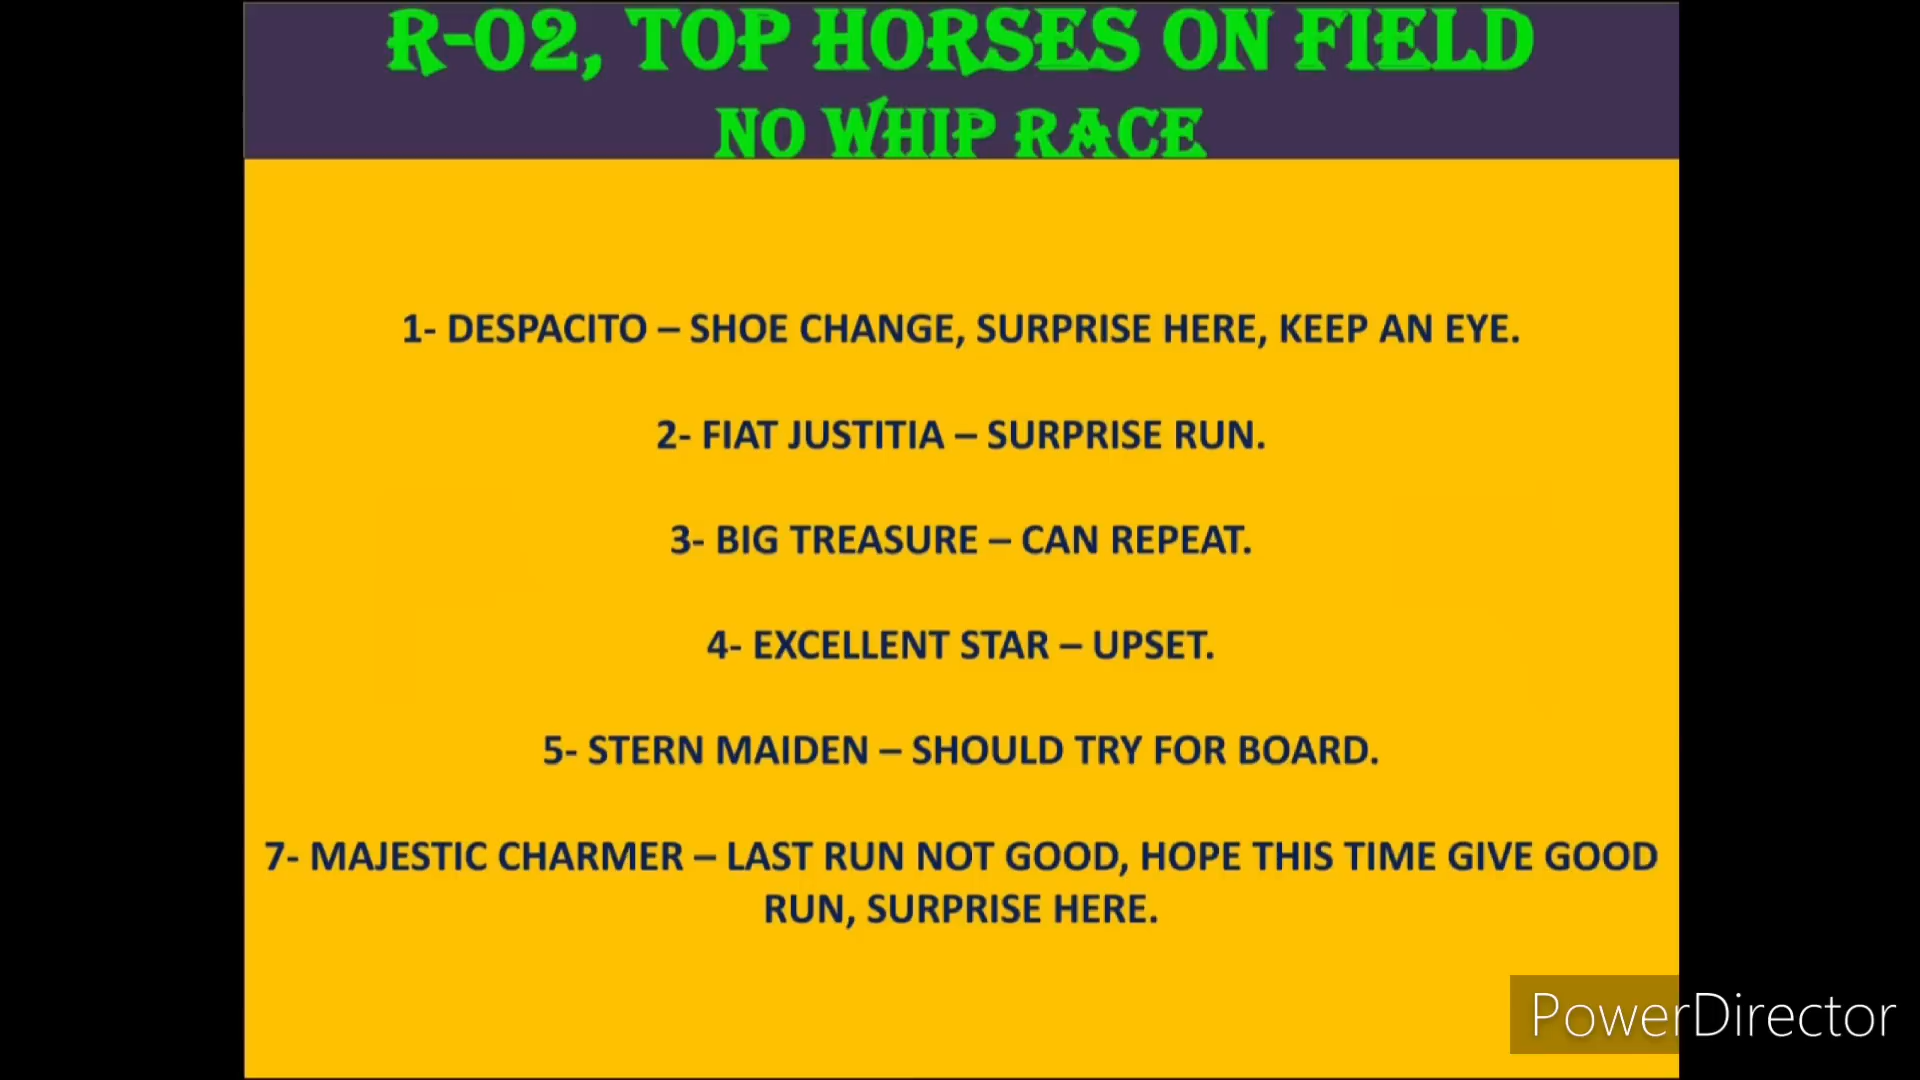 R-02, TOP HORSES ON FIELD
NO WHIP RACE
1- DESPACITO – SHOE CHANGE, SURPRISE HERE, KEEP AN EYE.
2- FIAT JUSTITIA – SURPRISE RUN.
3- BIG TREASURE – CAN REPEAT.
4- EXCELLENT STAR – UPSET.
5- STERN MAIDEN – SHOULD TRY FOR BOARD.
7- MAJESTIC CHARMER – LAST RUN NOT GOOD, HOPE THIS TIME GIVE GOOD
RUN, SURPRISE HERE.
PowerDirector